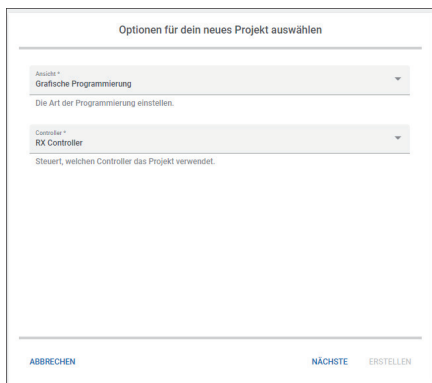 Optionen für dein neues Projekt auswählen
Ansicht *
Grafische Programmierung
Die Art der Programmierung einstellen.
Controller *
RX Controller
Steuert, welchen Controller das Projekt verwendet.
ABBRECHEN NÄCHSTE ERSTELLEN